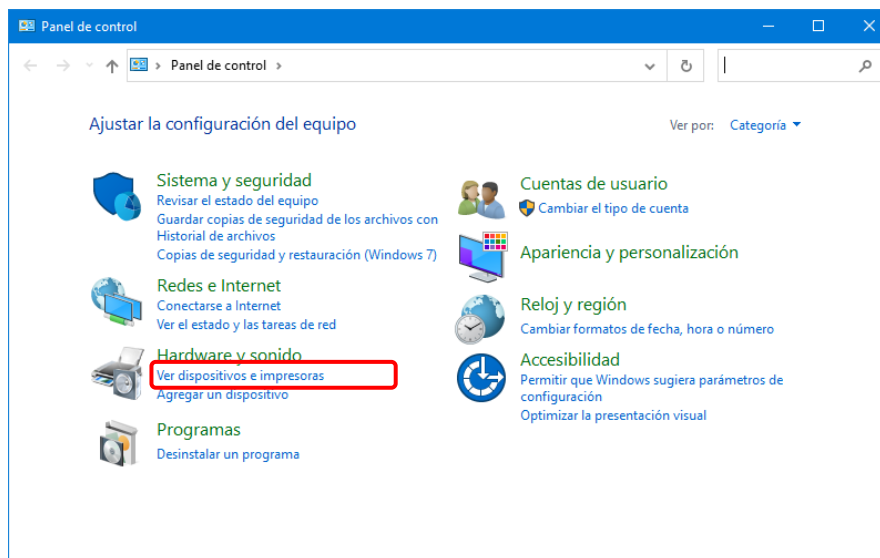 Panel de control
Panel de control
Ajustar la configuración del equipo
Ver por: Categoría
Sistema y seguridad
Revisar el estado del equipo
Guardar copias de seguridad de los archivos con
Historial de archivos
Copias de seguridad y restauración (Windows 7)
Redes e Internet
Conectarse a Internet
Ver el estado y las tareas de red
Hardware y sonido
Ver dispositivos e impresoras
Agregar un dispositivo
Programas
Desinstalar un programa
Cuentas de usuario
Cambiar el tipo de cuenta
Apariencia y personalización
Reloj y región
Cambiar formatos de fecha, hora o número
Accesibilidad
Permitir que Windows sugiera parámetros de
configuración
Optimizar la presentación visual